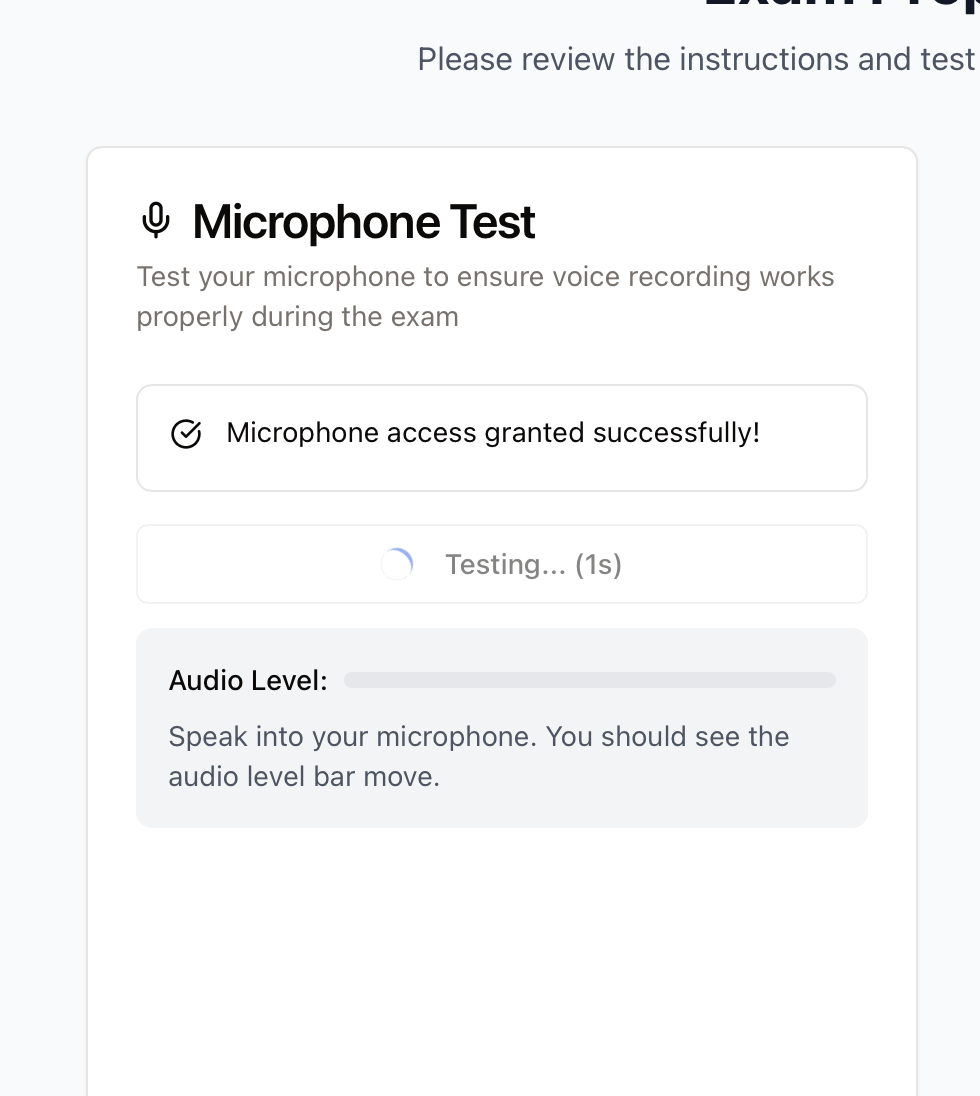 Please review the instructions and test
Microphone Test
Test your microphone to ensure voice recording works
properly during the exam
Microphone access granted successfully!
Testing... (1s)
Audio Level:
Speak into your microphone. You should see the
audio level bar move.